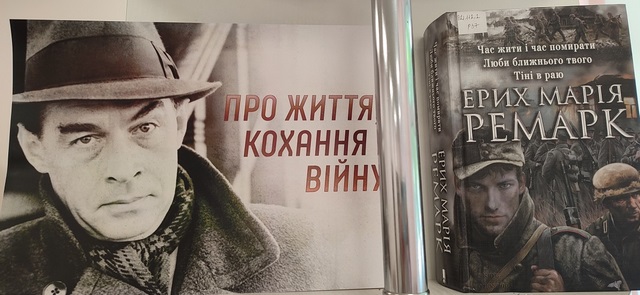 ПРО ЖИТТЯ,
КОХАННЯ
ВІЙНУ
Час жити і час помирати
Люби ближнього твого
Тіні в раю
ЕРИХ МАРІЯ
РЕМАРК
ЕРИХ МАРІЯ
РЕМАРК